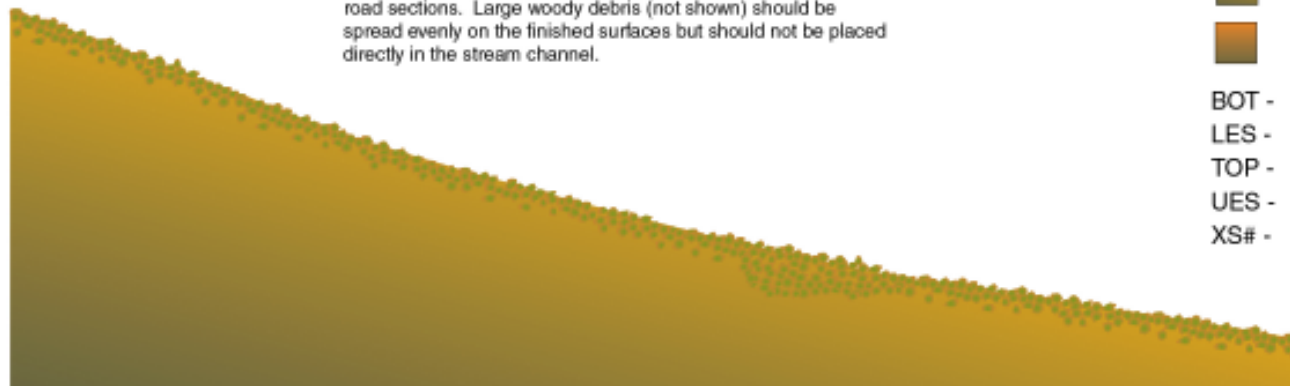 road sections. Large woody debris (not shown) should be
spread evenly on the finished surfaces but should not be placed
directly in the stream channel.
BOT -
LES -
TOP -
UES -
XS# -